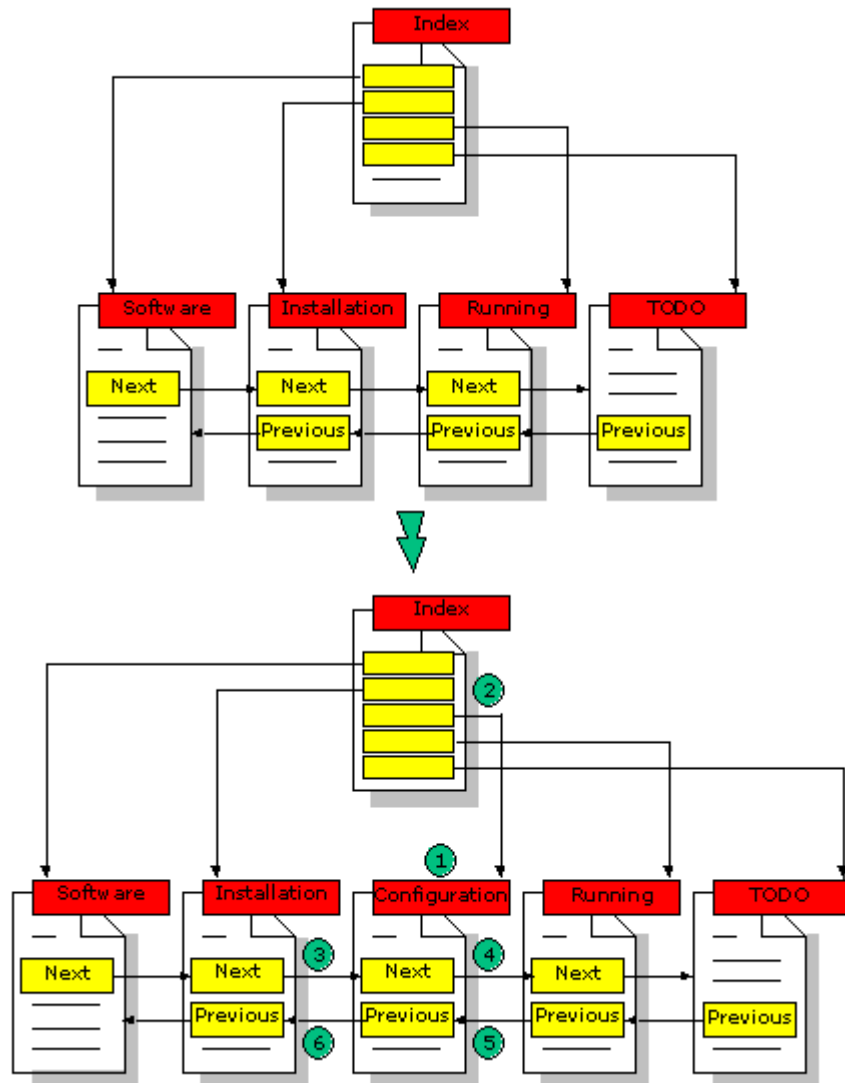 Index
Software Installation Running TODO
Next Next Next
Previous Previous Previous
Index
2
1
Software Installation Configuration Running TODO
3 4
Next Next Next Next
Previous Previous Previous Previous
6 5